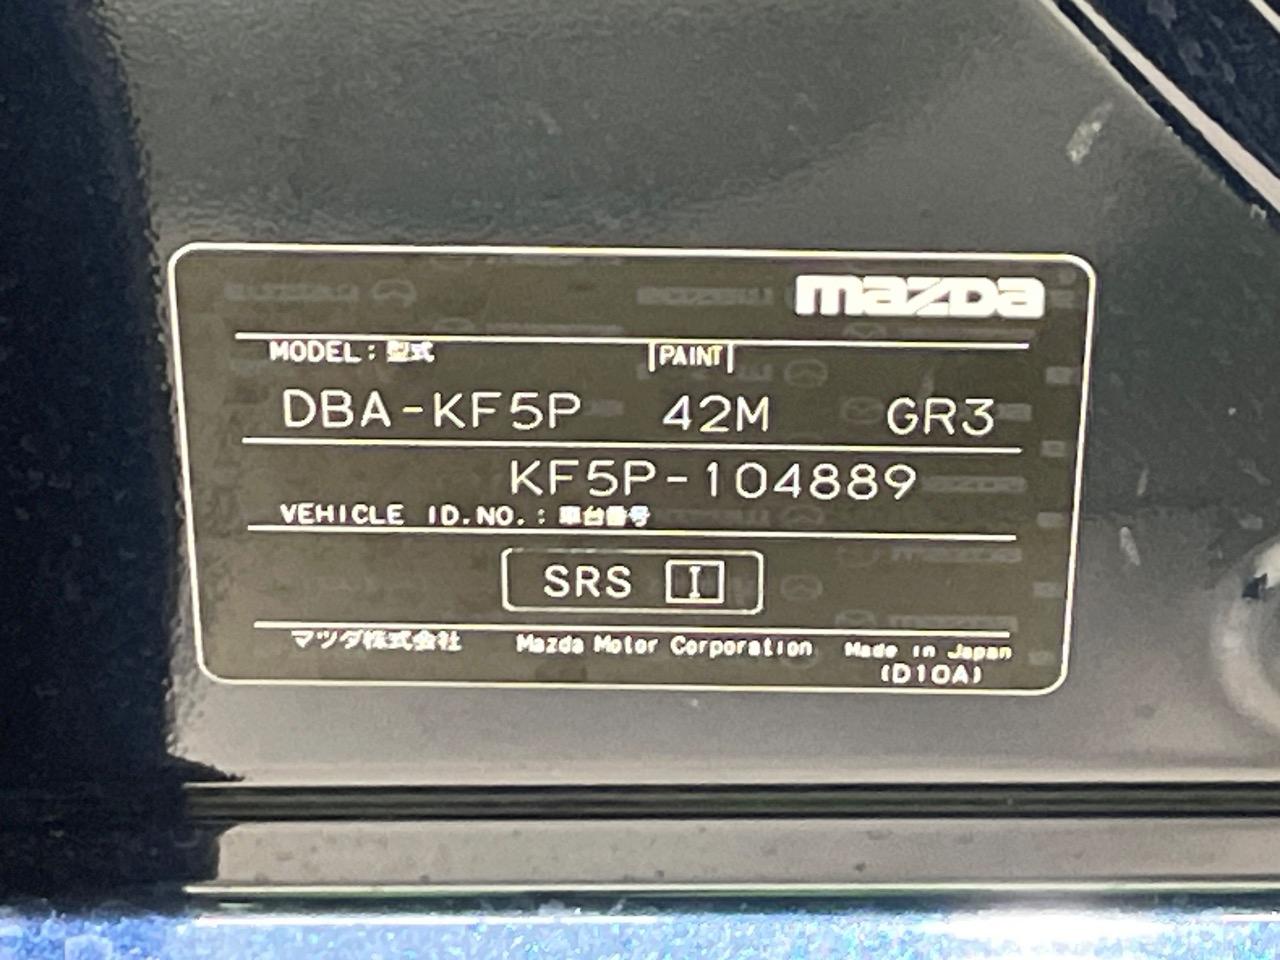 mazda
MODEL: 型式 PAINT
DBA-KF5P 42M GR3
KF5P-104889
VEHICLE ID.NO.: 車台番号
SRS I
マツダ株式会社 Mazda Motor Corporation Made in Japan
(D10A)